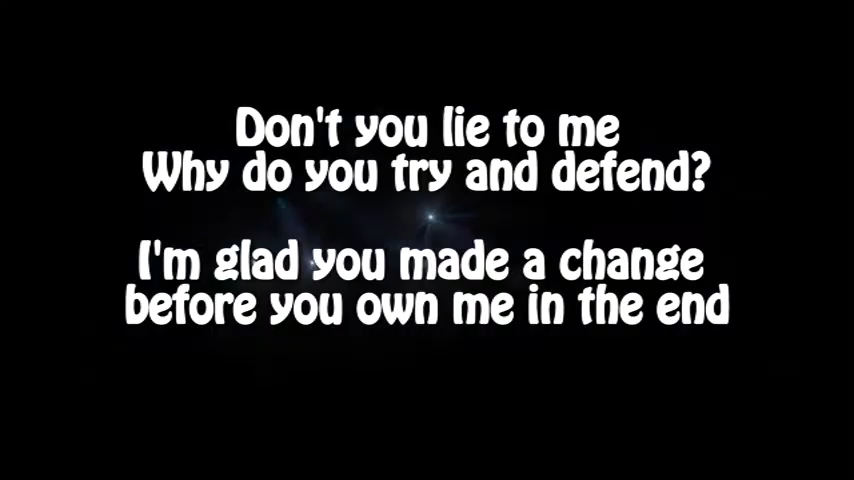 Don't you lie to me
Why do you try and defend?
I'm glad you made a change
before you own me in the end